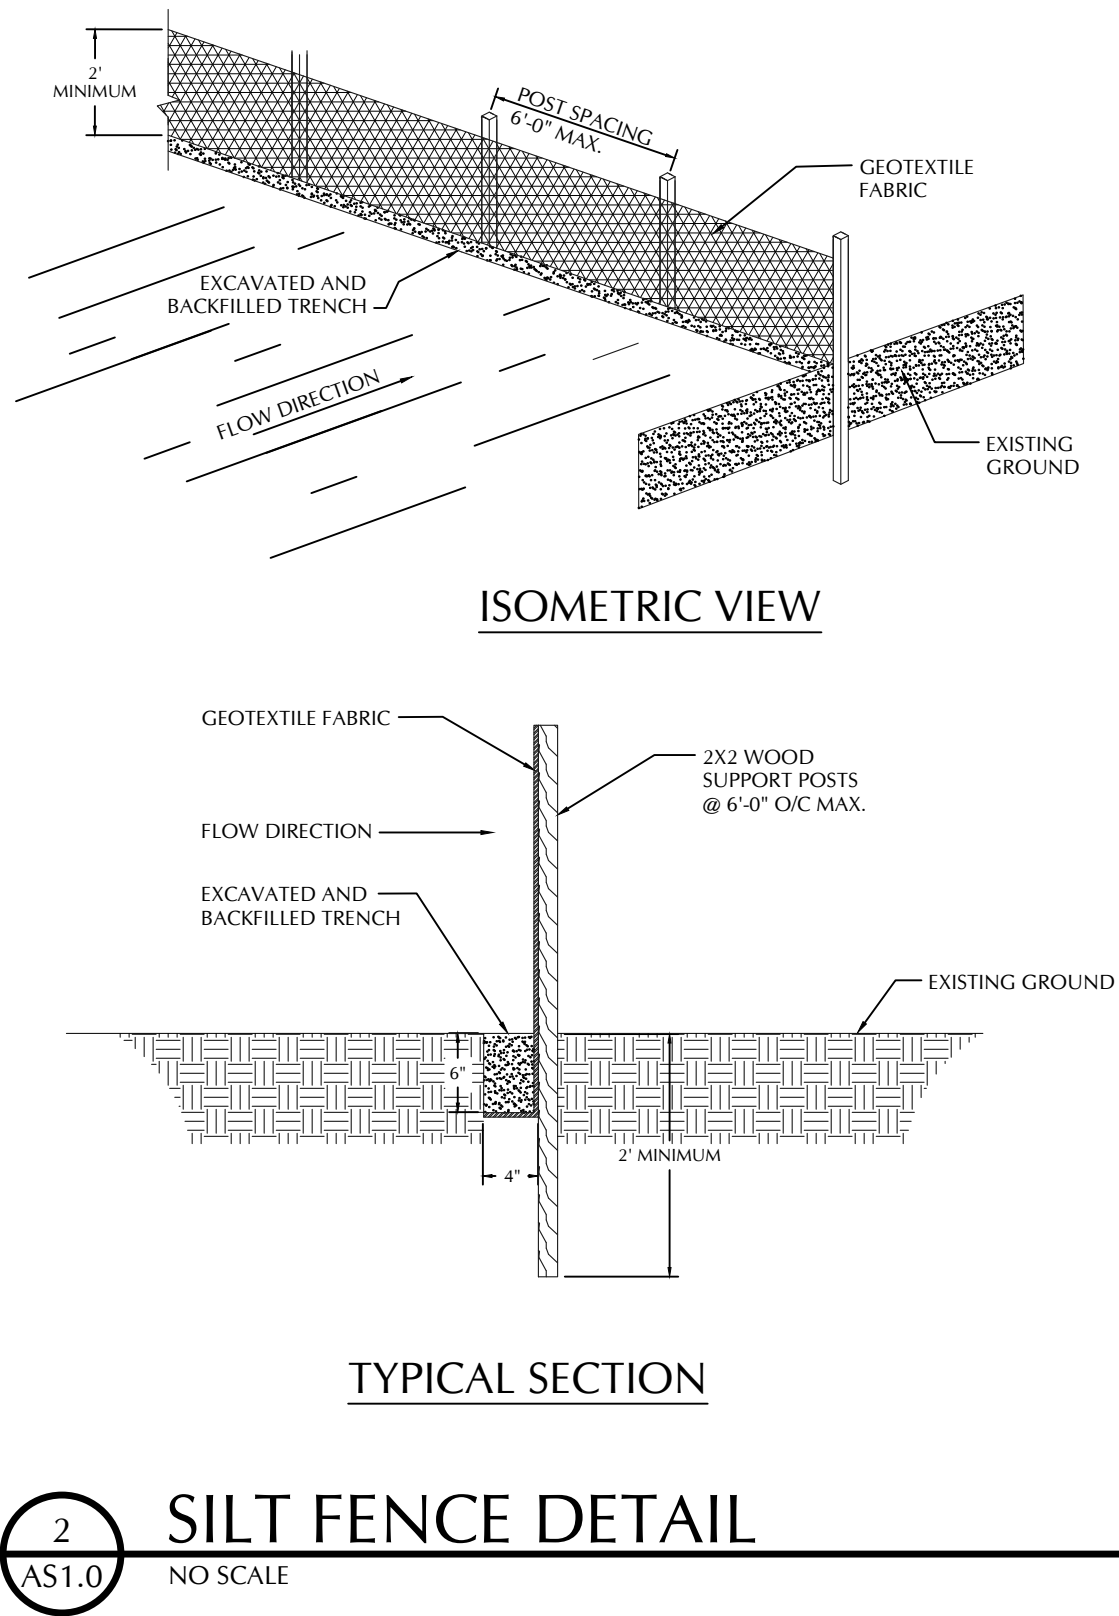 2'
MINIMUM
POST SPACING
6'-0" MAX.
GEOTEXTILE
FABRIC
EXCAVATED AND
BACKFILLED TRENCH
FLOW DIRECTION
EXISTING
GROUND
ISOMETRIC VIEW
GEOTEXTILE FABRIC
2X2 WOOD
SUPPORT POSTS
@ 6'-0" O/C MAX.
FLOW DIRECTION
EXCAVATED AND
BACKFILLED TRENCH
EXISTING GROUND
6"
2' MINIMUM
4"
TYPICAL SECTION
2
SILT FENCE DETAIL
AS1.0
NO SCALE